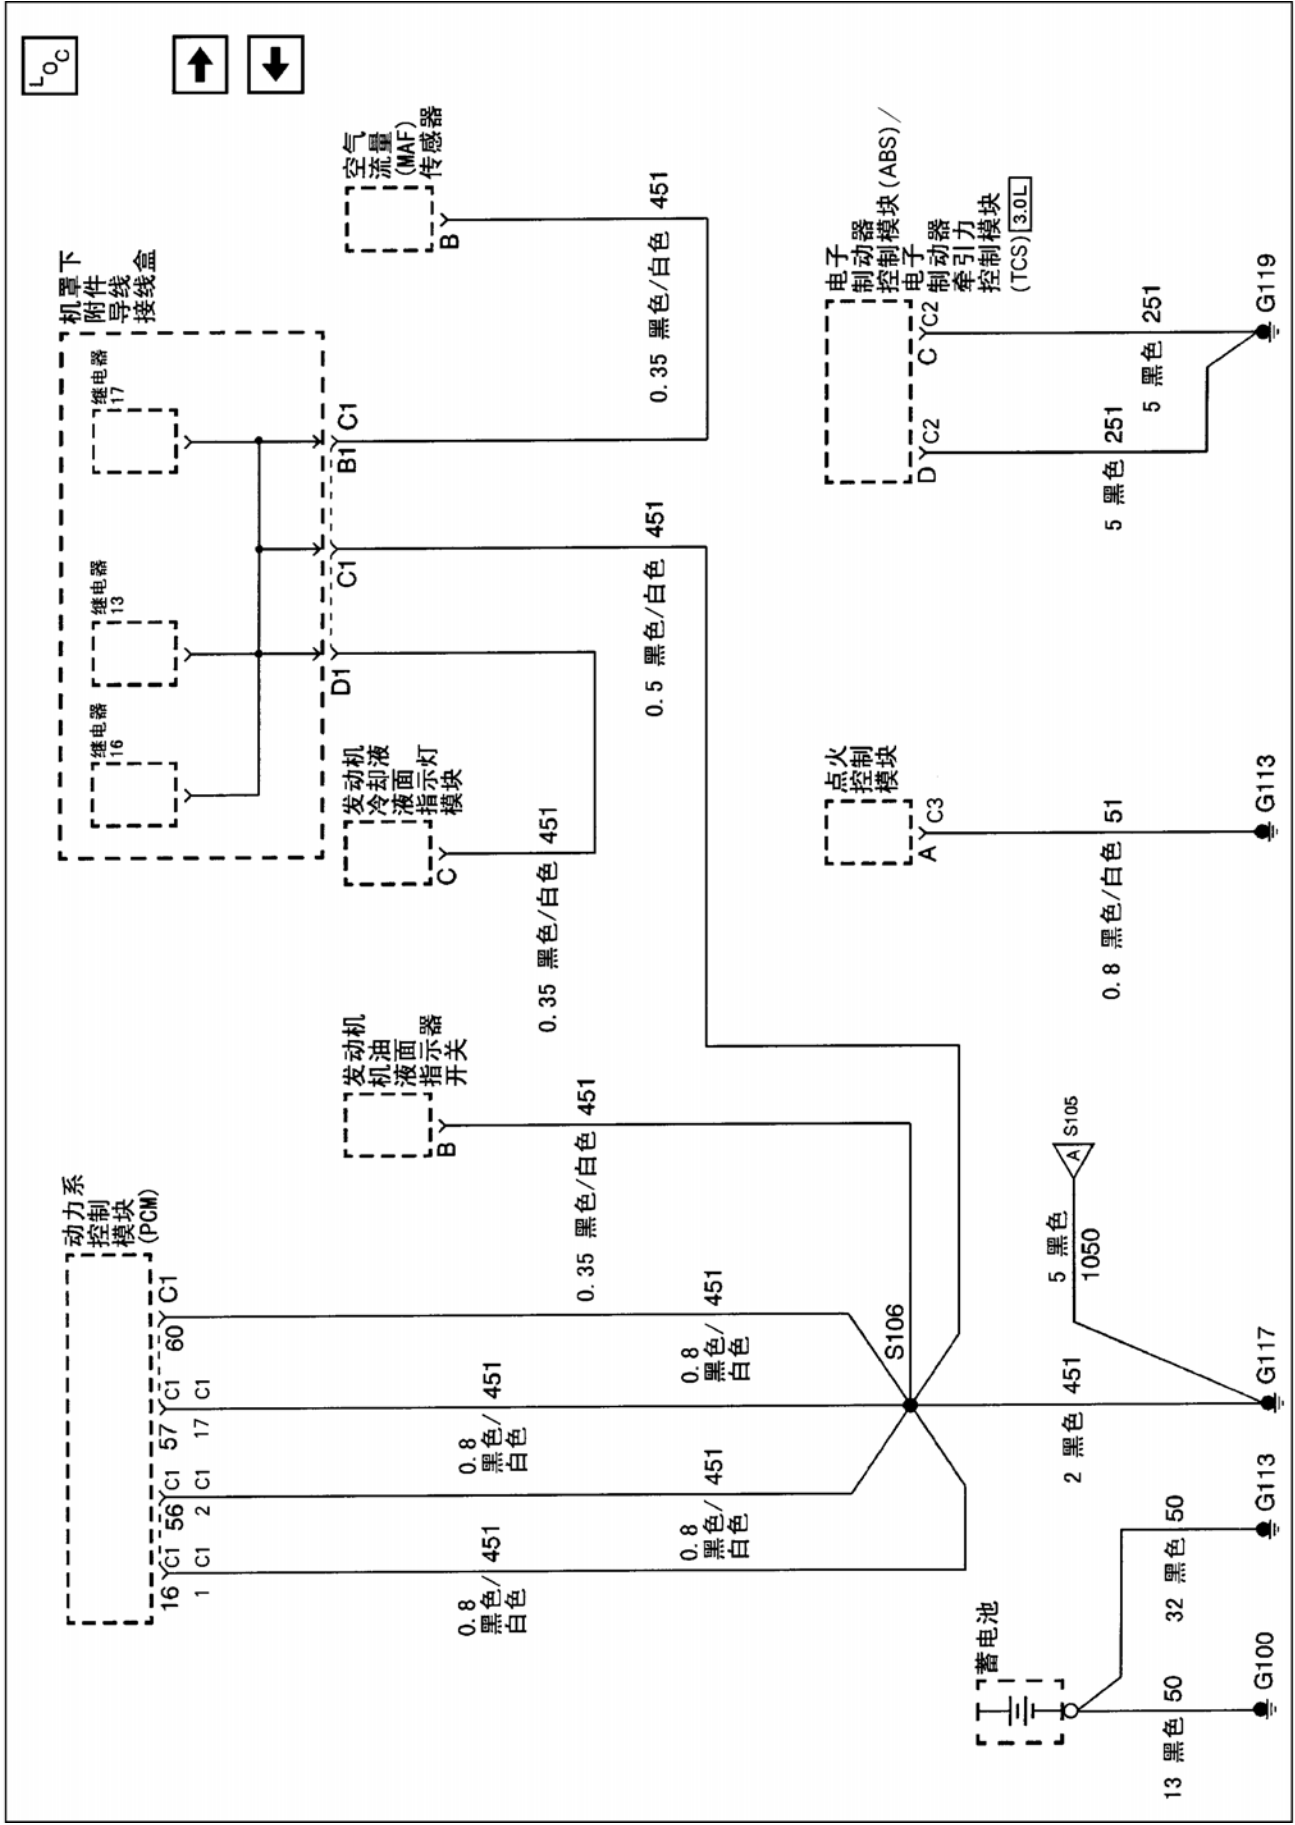 LOC
动力系
控制
模块
(PCM)
16 C1
1 C1
56 C1
2 C1
57 C1
17 C1
60 C1
0.8
黑色/
白色
451
0.8
黑色/
白色
451
0.8
黑色/
白色
451
0.8
黑色/
白色
451
机罩下
附件
导线
接线盒
继电器
16
继电器
13
继电器
17
D1
C1
B1 C1
发动机
机油
液面
指示器
开关
B
0.35 黑色/白色 451
发动机
冷却液
液面
指示灯
模块
C
0.35 黑色/白色 451
空气
流量
(MAF)
传感器
B
0.35 黑色/白色 451
0.5 黑色/白色 451
S106
2 黑色 451
5 黑色
1050
A S105
G117
点火
控制
模块
A C3
0.8 黑色/白色 51
G113
电子
制动器
控制模块(ABS)/
电子
制动器
牵引力
控制模块
(TCS) 3.0L
D C2
C C2
5 黑色 251
5 黑色 251
G119
蓄电池
13 黑色 50
32 黑色 50
G100
G113